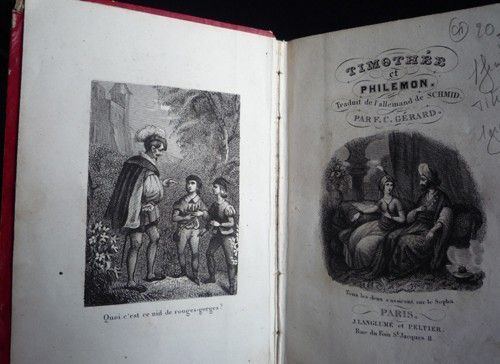 Quoi c'est ce nid de rouges-gorges?
TIMOTHÉE
et
PHILEMON.
Traduit de l'allemand de SCHMID
PAR F. C. GÉRARD.
Tous les deux s'assirent sur le Sopha.
PARIS.
J. LANGLUMÉ et PELTIER.
Rue du Foin St. Jacques 11
20.